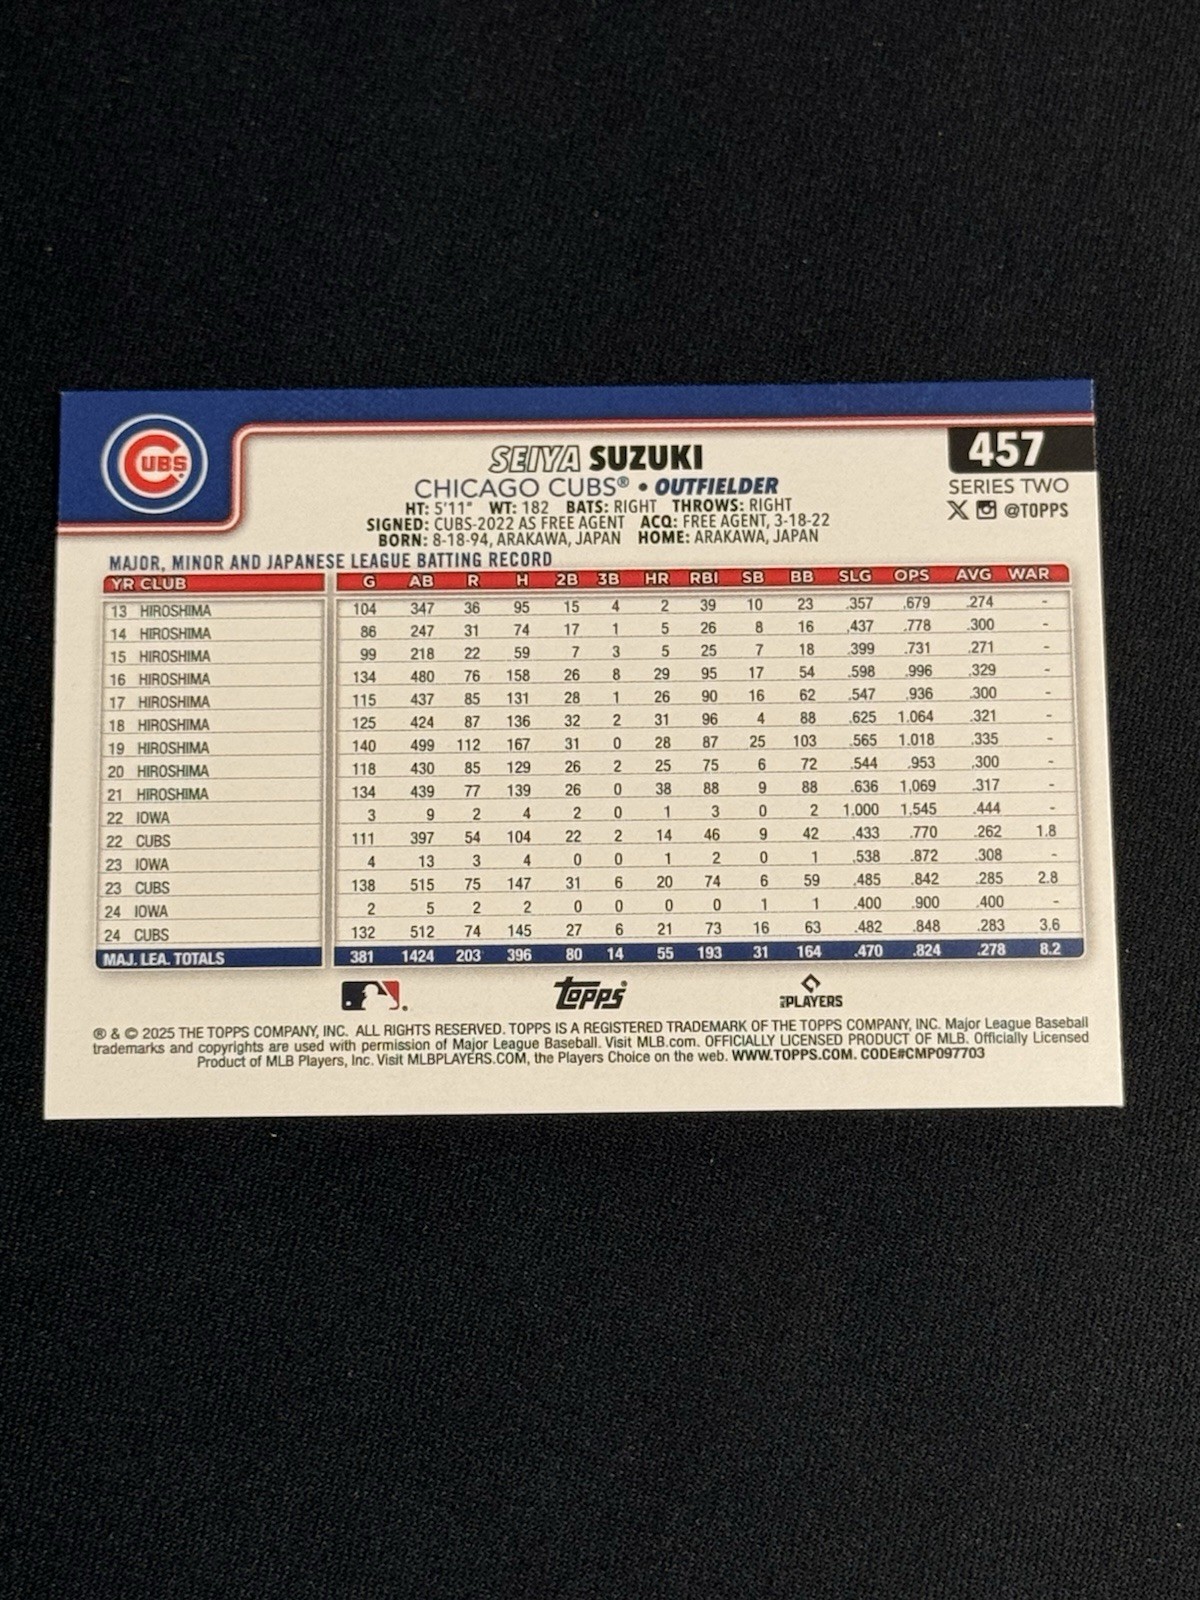 CUBS
SEIYA SUZUKI
457
CHICAGO CUBS® • OUTFIELDER
SERIES TWO
HT: 5'11" WT: 182 BATS: RIGHT THROWS: RIGHT
@TOPPS
SIGNED: CUBS-2022 AS FREE AGENT ACQ: FREE AGENT, 3-18-22
BORN: 8-18-94, ARAKAWA, JAPAN HOME: ARAKAWA, JAPAN
MAJOR, MINOR AND JAPANESE LEAGUE BATTING RECORD
YR CLUB G AB R H 2B 3B HR RBI SB BB SLG OPS AVG WAR
13 HIROSHIMA 104 347 36 95 15 4 2 39 10 23 .357 .679 .274 -
14 HIROSHIMA 86 247 31 74 17 1 5 26 8 16 .437 .778 .300 -
15 HIROSHIMA 99 218 22 59 7 3 5 25 7 18 .399 .731 .271 -
16 HIROSHIMA 134 480 76 158 26 8 29 95 17 54 .598 .996 .329 -
17 HIROSHIMA 115 437 85 131 28 1 26 90 16 62 .547 .936 .300 -
18 HIROSHIMA 125 424 87 136 32 2 31 96 4 88 .625 1.064 .321 -
19 HIROSHIMA 140 499 112 167 31 0 28 87 25 103 .565 1.018 .335 -
20 HIROSHIMA 118 430 85 129 26 2 25 75 6 72 .544 .953 .300 -
21 HIROSHIMA 134 439 77 139 26 0 38 88 9 88 .636 1.069 .317 -
22 IOWA 3 9 2 4 2 0 1 3 0 2 1.000 1.545 .444 -
22 CUBS 111 397 54 104 22 2 14 46 9 42 .433 .770 .262 1.8
23 IOWA 4 13 3 4 0 0 1 2 0 1 .538 .872 .308 -
23 CUBS 138 515 75 147 31 6 20 74 6 59 .485 .842 .285 2.8
24 IOWA 2 5 2 2 0 0 0 0 1 1 .400 .900 .400 -
24 CUBS 132 512 74 145 27 6 21 73 16 63 .482 .848 .283 3.6
MAJ. LEA. TOTALS 381 1424 203 396 80 14 55 193 31 164 .470 .824 .278 8.2
Topps®
MLB PLAYERS
® & © 2025 THE TOPPS COMPANY, INC. ALL RIGHTS RESERVED. TOPPS IS A REGISTERED TRADEMARK OF THE TOPPS COMPANY, INC. Major League Baseball
trademarks and copyrights are used with permission of Major League Baseball. Visit MLB.com. OFFICIALLY LICENSED PRODUCT OF MLB. Officially Licensed
Product of MLB Players, Inc. Visit MLBPLAYERS.COM, the Players Choice on the web. WWW.TOPPS.COM. CODE#CMP097703